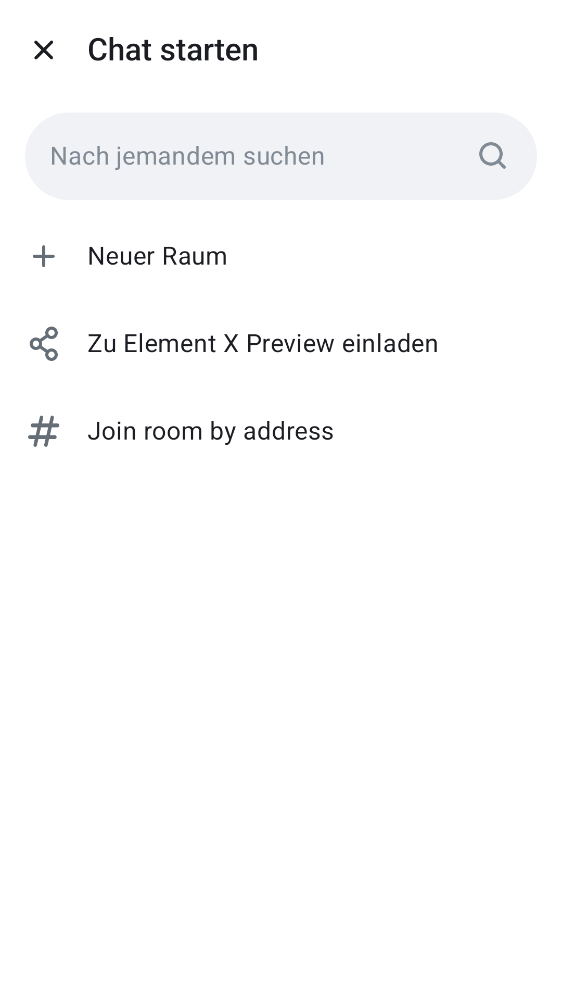 Chat starten
Nach jemandem suchen
Neuer Raum
Zu Element X Preview einladen
Join room by address